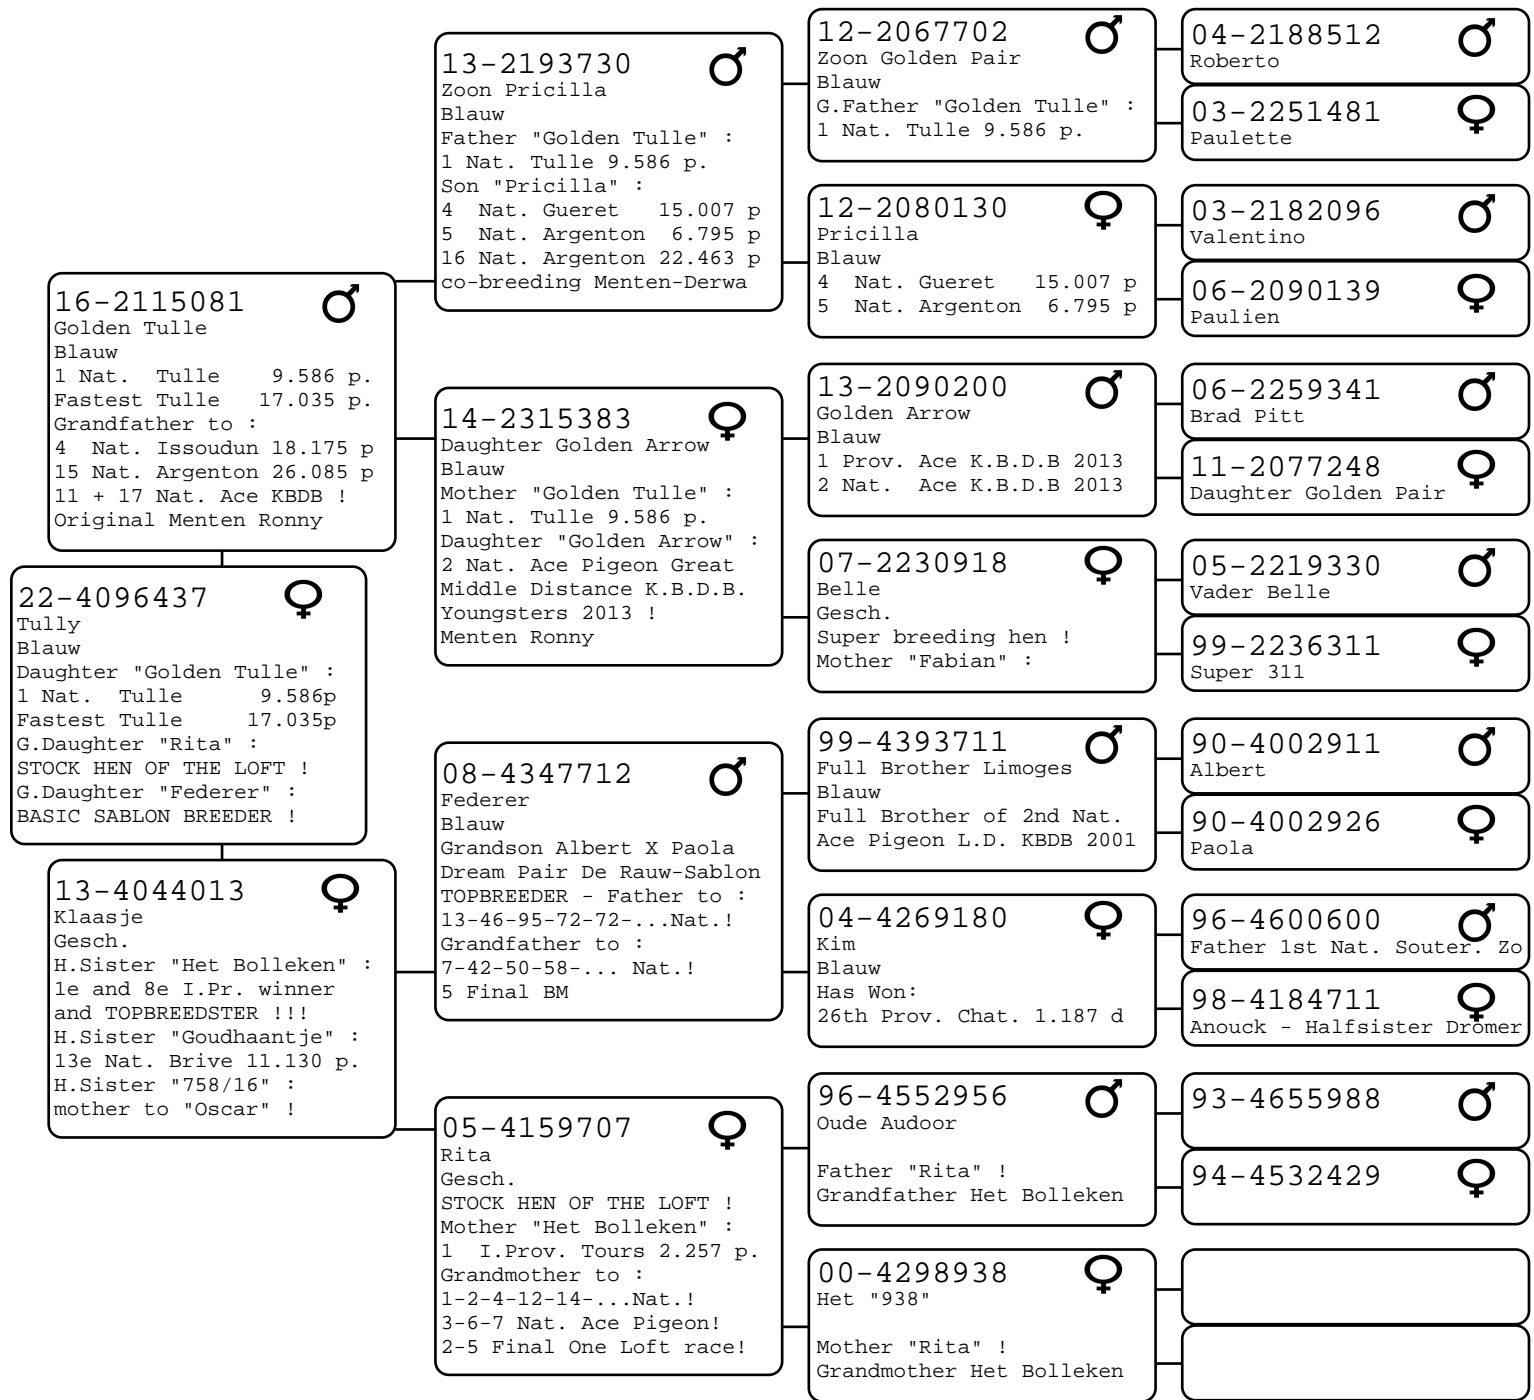 22-4096437
Tully
Blauw
Daughter "Golden Tulle" :
1 Nat.  Tulle      9.586p
Fastest Tulle     17.035p
G.Daughter "Rita" :
STOCK HEN OF THE LOFT !
G.Daughter "Federer" :
BASIC SABLON BREEDER !
16-2115081
Golden Tulle
Blauw
1 Nat.  Tulle    9.586 p.
Fastest Tulle   17.035 p.
Grandfather to :
4  Nat. Issoudun 18.175 p
15 Nat. Argenton 26.085 p
11 + 17 Nat. Ace KBDB !
Original Menten Ronny
13-4044013
Klaasje
Gesch.
H.Sister "Het Bolleken" :
1e and 8e I.Pr. winner
and TOPBREEDSTER !!!
H.Sister "Goudhaantje" :
13e Nat. Brive 11.130 p.
H.Sister "758/16" :
mother to "Oscar" !
13-2193730
Zoon Pricilla
Blauw
Father "Golden Tulle" :
1 Nat. Tulle 9.586 p.
Son "Pricilla" :
4  Nat. Gueret   15.007 p
5  Nat. Argenton  6.795 p
16 Nat. Argenton 22.463 p
co-breeding Menten-Derwa
14-2315383
Daughter Golden Arrow
Blauw
Mother "Golden Tulle" :
1 Nat. Tulle 9.586 p.
Daughter "Golden Arrow" :
2 Nat. Ace Pigeon Great
Middle Distance K.B.D.B.
Youngsters 2013 !
Menten Ronny
08-4347712
Federer
Blauw
Grandson Albert X Paola
Dream Pair De Rauw-Sablon
TOPBREEDER - Father to :
13-46-95-72-72-...Nat.!
Grandfather to :
7-42-50-58-... Nat.!
5 Final BM
05-4159707
Rita
Gesch.
STOCK HEN OF THE LOFT !
Mother "Het Bolleken" :
1  I.Prov. Tours 2.257 p.
Grandmother to :
1-2-4-12-14-...Nat.!
3-6-7 Nat. Ace Pigeon!
2-5 Final One Loft race!
12-2067702
Zoon Golden Pair
Blauw
G.Father "Golden Tulle" :
1 Nat. Tulle 9.586 p.
12-2080130
Pricilla
Blauw
4  Nat. Gueret   15.007 p
5  Nat. Argenton  6.795 p
13-2090200
Golden Arrow
Blauw
1 Prov. Ace K.B.D.B 2013
2 Nat.  Ace K.B.D.B 2013
07-2230918
Belle
Gesch.
Super breeding hen !
Mother "Fabian" :
99-4393711
Full Brother Limoges
Blauw
Full Brother of 2nd Nat.
Ace Pigeon L.D. KBDB 2001
04-4269180
Kim
Blauw
Has Won:
26th Prov. Chat. 1.187 d
96-4552956
Oude Audoor
Father "Rita" !
Grandfather Het Bolleken
00-4298938
Het "938"
Mother "Rita" !
Grandmother Het Bolleken
04-2188512
Roberto
03-2251481
Paulette
03-2182096
Valentino
06-2090139
Paulien
06-2259341
Brad Pitt
11-2077248
Daughter Golden Pair
05-2219330
Vader Belle
99-2236311
Super 311
90-4002911
Albert
90-4002926
Paola
96-4600600
Father 1st Nat. Souter. Zo
98-4184711
Anouck - Halfsister Dromer
93-4655988
94-4532429